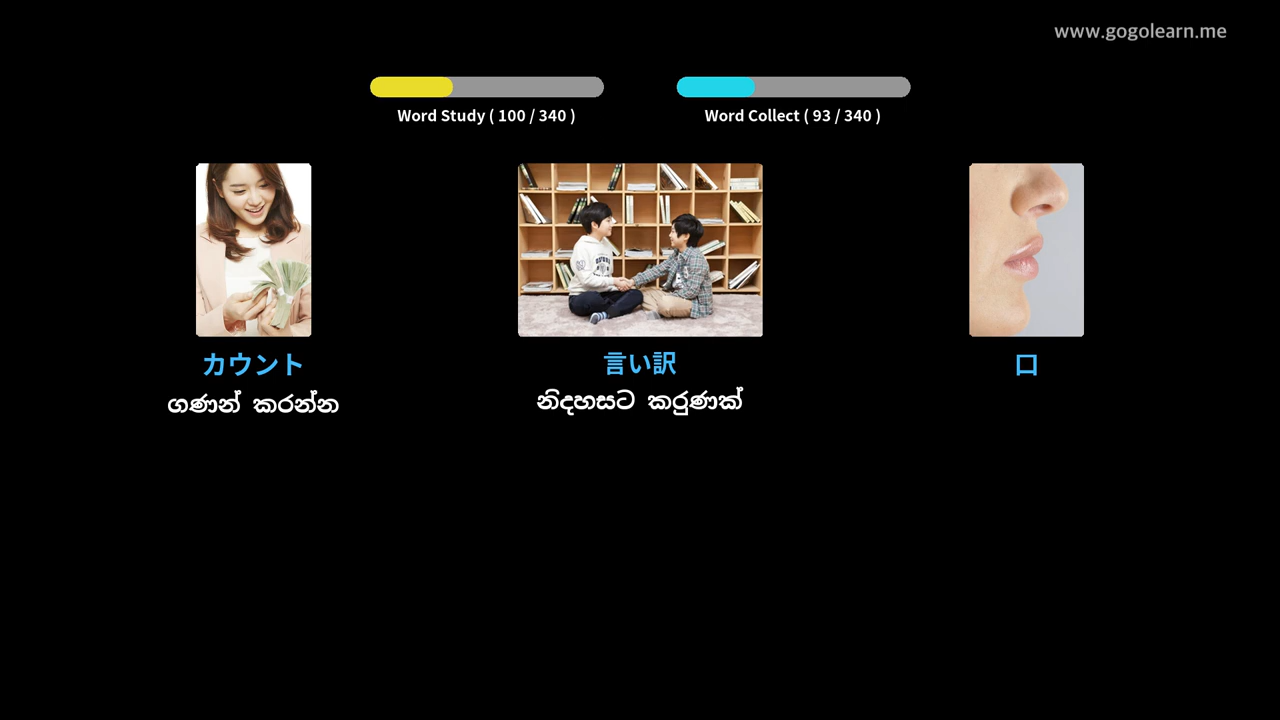 www.gogolearn.me
Word Study ( 100 / 340 )
Word Collect ( 93 / 340 )
カウント
ගණන් කරන්න
言い訳
නිදහසට කරුණක්
口